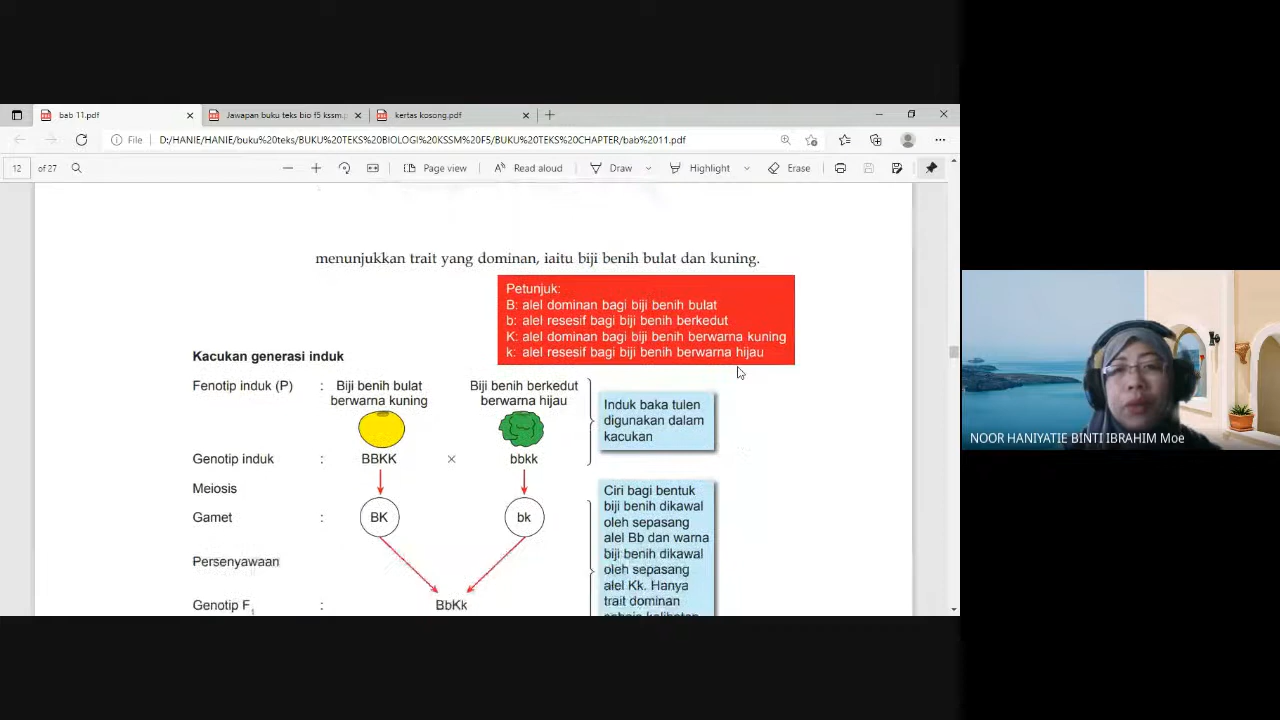 bab 11.pdf
Jawapan buku teks bio f5 kssm.p
kertas kosong.pdf
File
D:/HANIE/HANIE/buku%20teks/BUKU%20TEKS%20BIOLOGI%20KSSM%20F5/BUKU%20TEKS%20CHAPTER/bab%2011.pdf
12 of 27
Page view
Read aloud
Draw
Highlight
Erase
menunjukkan trait yang dominan, iaitu biji benih bulat dan kuning.
Petunjuk:
B: alel dominan bagi biji benih bulat
b: alel resesif bagi biji benih berkedut
K: alel dominan bagi biji benih berwarna kuning
k: alel resesif bagi biji benih berwarna hijau
Kacukan generasi induk
Fenotip induk (P) : Biji benih bulat Biji benih berkedut
berwarna kuning berwarna hijau
Induk baka tulen
digunakan dalam
kacukan
Genotip induk : BBKK × bbkk
Meiosis
Gamet : BK bk
Persenyawaan
Genotip F1 : BbKk
Ciri bagi bentuk
biji benih dikawal
oleh sepasang
alel Bb dan warna
biji benih dikawal
oleh sepasang
alel Kk. Hanya
trait dominan
sahaja kelihatan
NOOR HANIYATIE BINTI IBRAHIM Moe